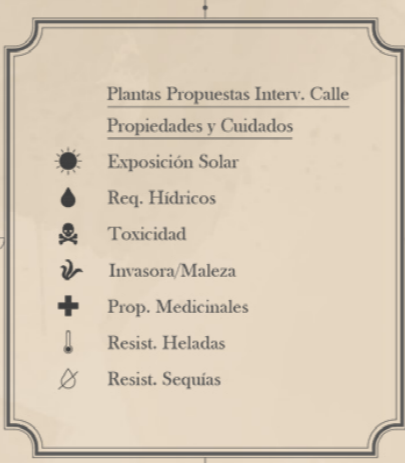 Plantas Propuestas Interv. Calle
Propiedades y Cuidados
Exposición Solar
Req. Hídricos
Toxicidad
Invasora/Maleza
Prop. Medicinales
Resist. Heladas
Resist. Sequías